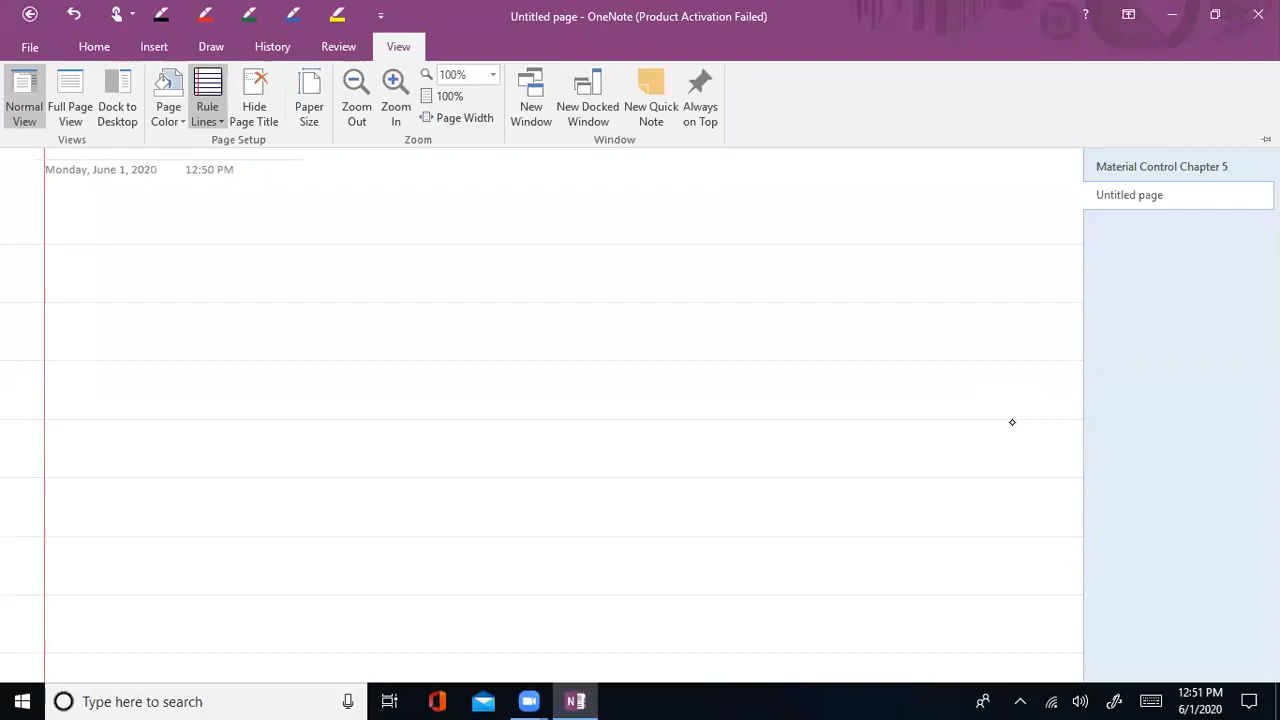 Untitled page - OneNote (Product Activation Failed)
?
File Home Insert Draw History Review View
Normal View
Full Page View
Dock to Desktop
Page Color
Rule Lines
Hide Page Title
Paper Size
Zoom Out
Zoom In
100%
100%
Page Width
New Window
New Docked Window
New Quick Note
Always on Top
Views Page Setup Zoom Window
Monday, June 1, 2020 12:50 PM
Material Control Chapter 5
Untitled page
Type here to search
12:51 PM
6/1/2020